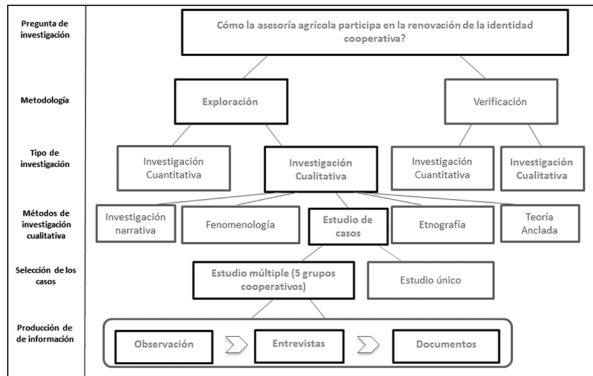 Pregunta de
investigación
Cómo la asesoría agrícola participa en la renovación de la identidad
cooperativa?
Metodología
Exploración
Verificación
Tipo de
investigación
Investigación
Cuantitativa
Investigación
Cualitativa
Investigación
Cuantitativa
Investigación
Cualitativa
Métodos de
investigación
cualitativa
Investigación
narrativa
Fenomenología
Estudio de
casos
Etnografía
Teoría
Anclada
Selección de los
casos
Estudio múltiple (5 grupos
cooperativos)
Estudio único
Producción de
de información
Observación
Entrevistas
Documentos